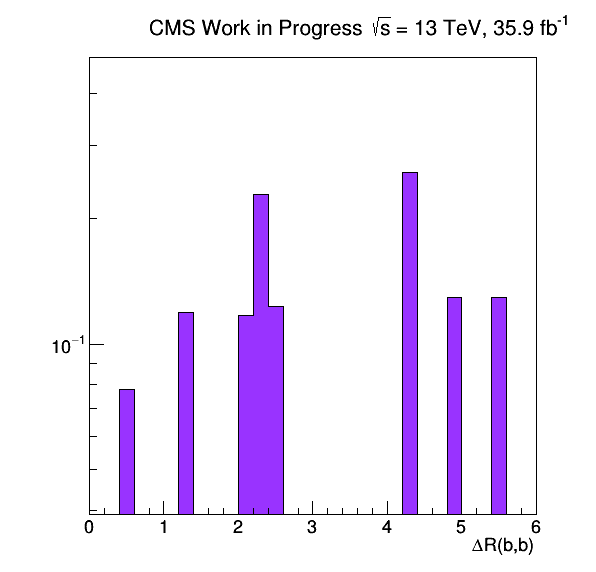 CMS Work in Progress √s = 13 TeV, 35.9 fb⁻¹
10⁻¹
0 1 2 3 4 5 6
ΔR(b,b)